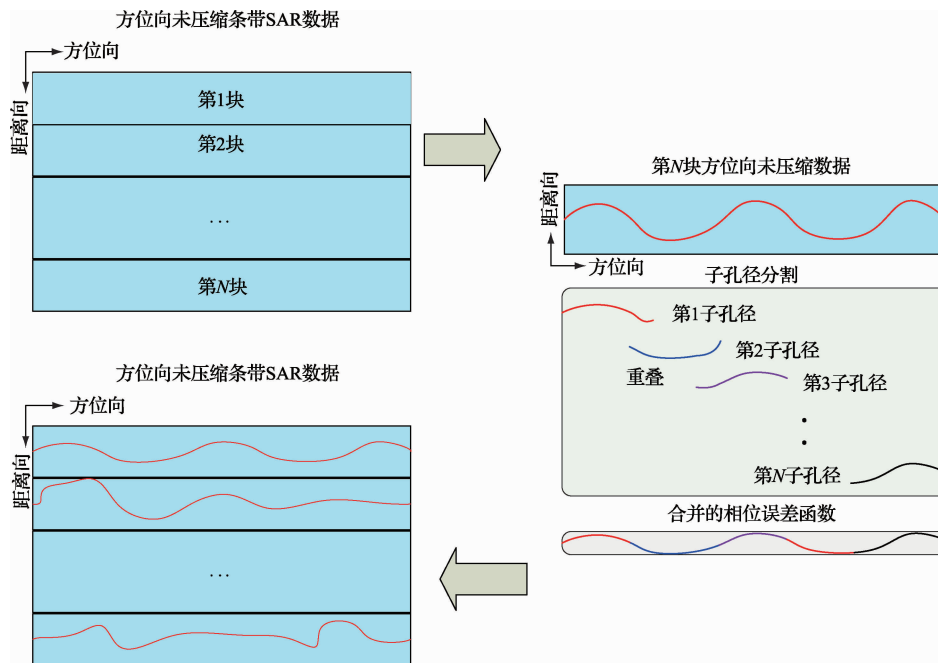 方位向未压缩条带SAR数据
方位向
距离向
第1块
第2块
...
第N块
第N块方位向未压缩数据
距离向
方位向
子孔径分割
第1子孔径
第2子孔径
重叠
第3子孔径
第N子孔径
合并的相位误差函数
方位向未压缩条带SAR数据
方位向
距离向
...